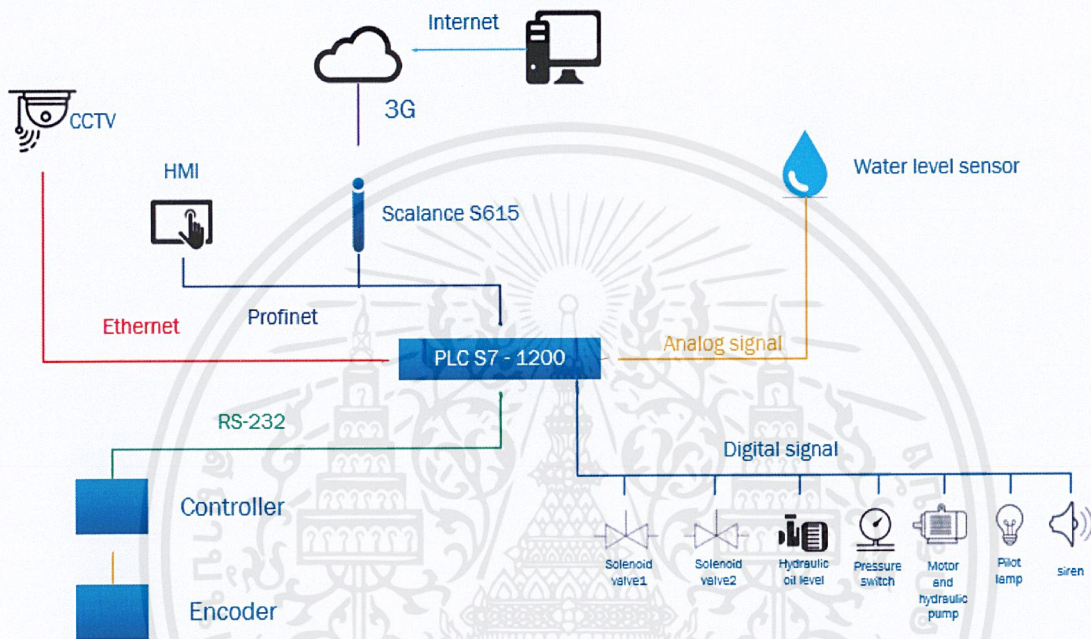 Internet
3G
CCTV
HMI
Scalance S615
Water level sensor
Ethernet
Profinet
PLC S7 - 1200
Analog signal
RS-232
Digital signal
Controller
Encoder
Solenoid
valve1
Solenoid
valve2
Hydraulic
oil level
Pressure
switch
Motor
and
hydraulic
pump
Pilot
lamp
siren